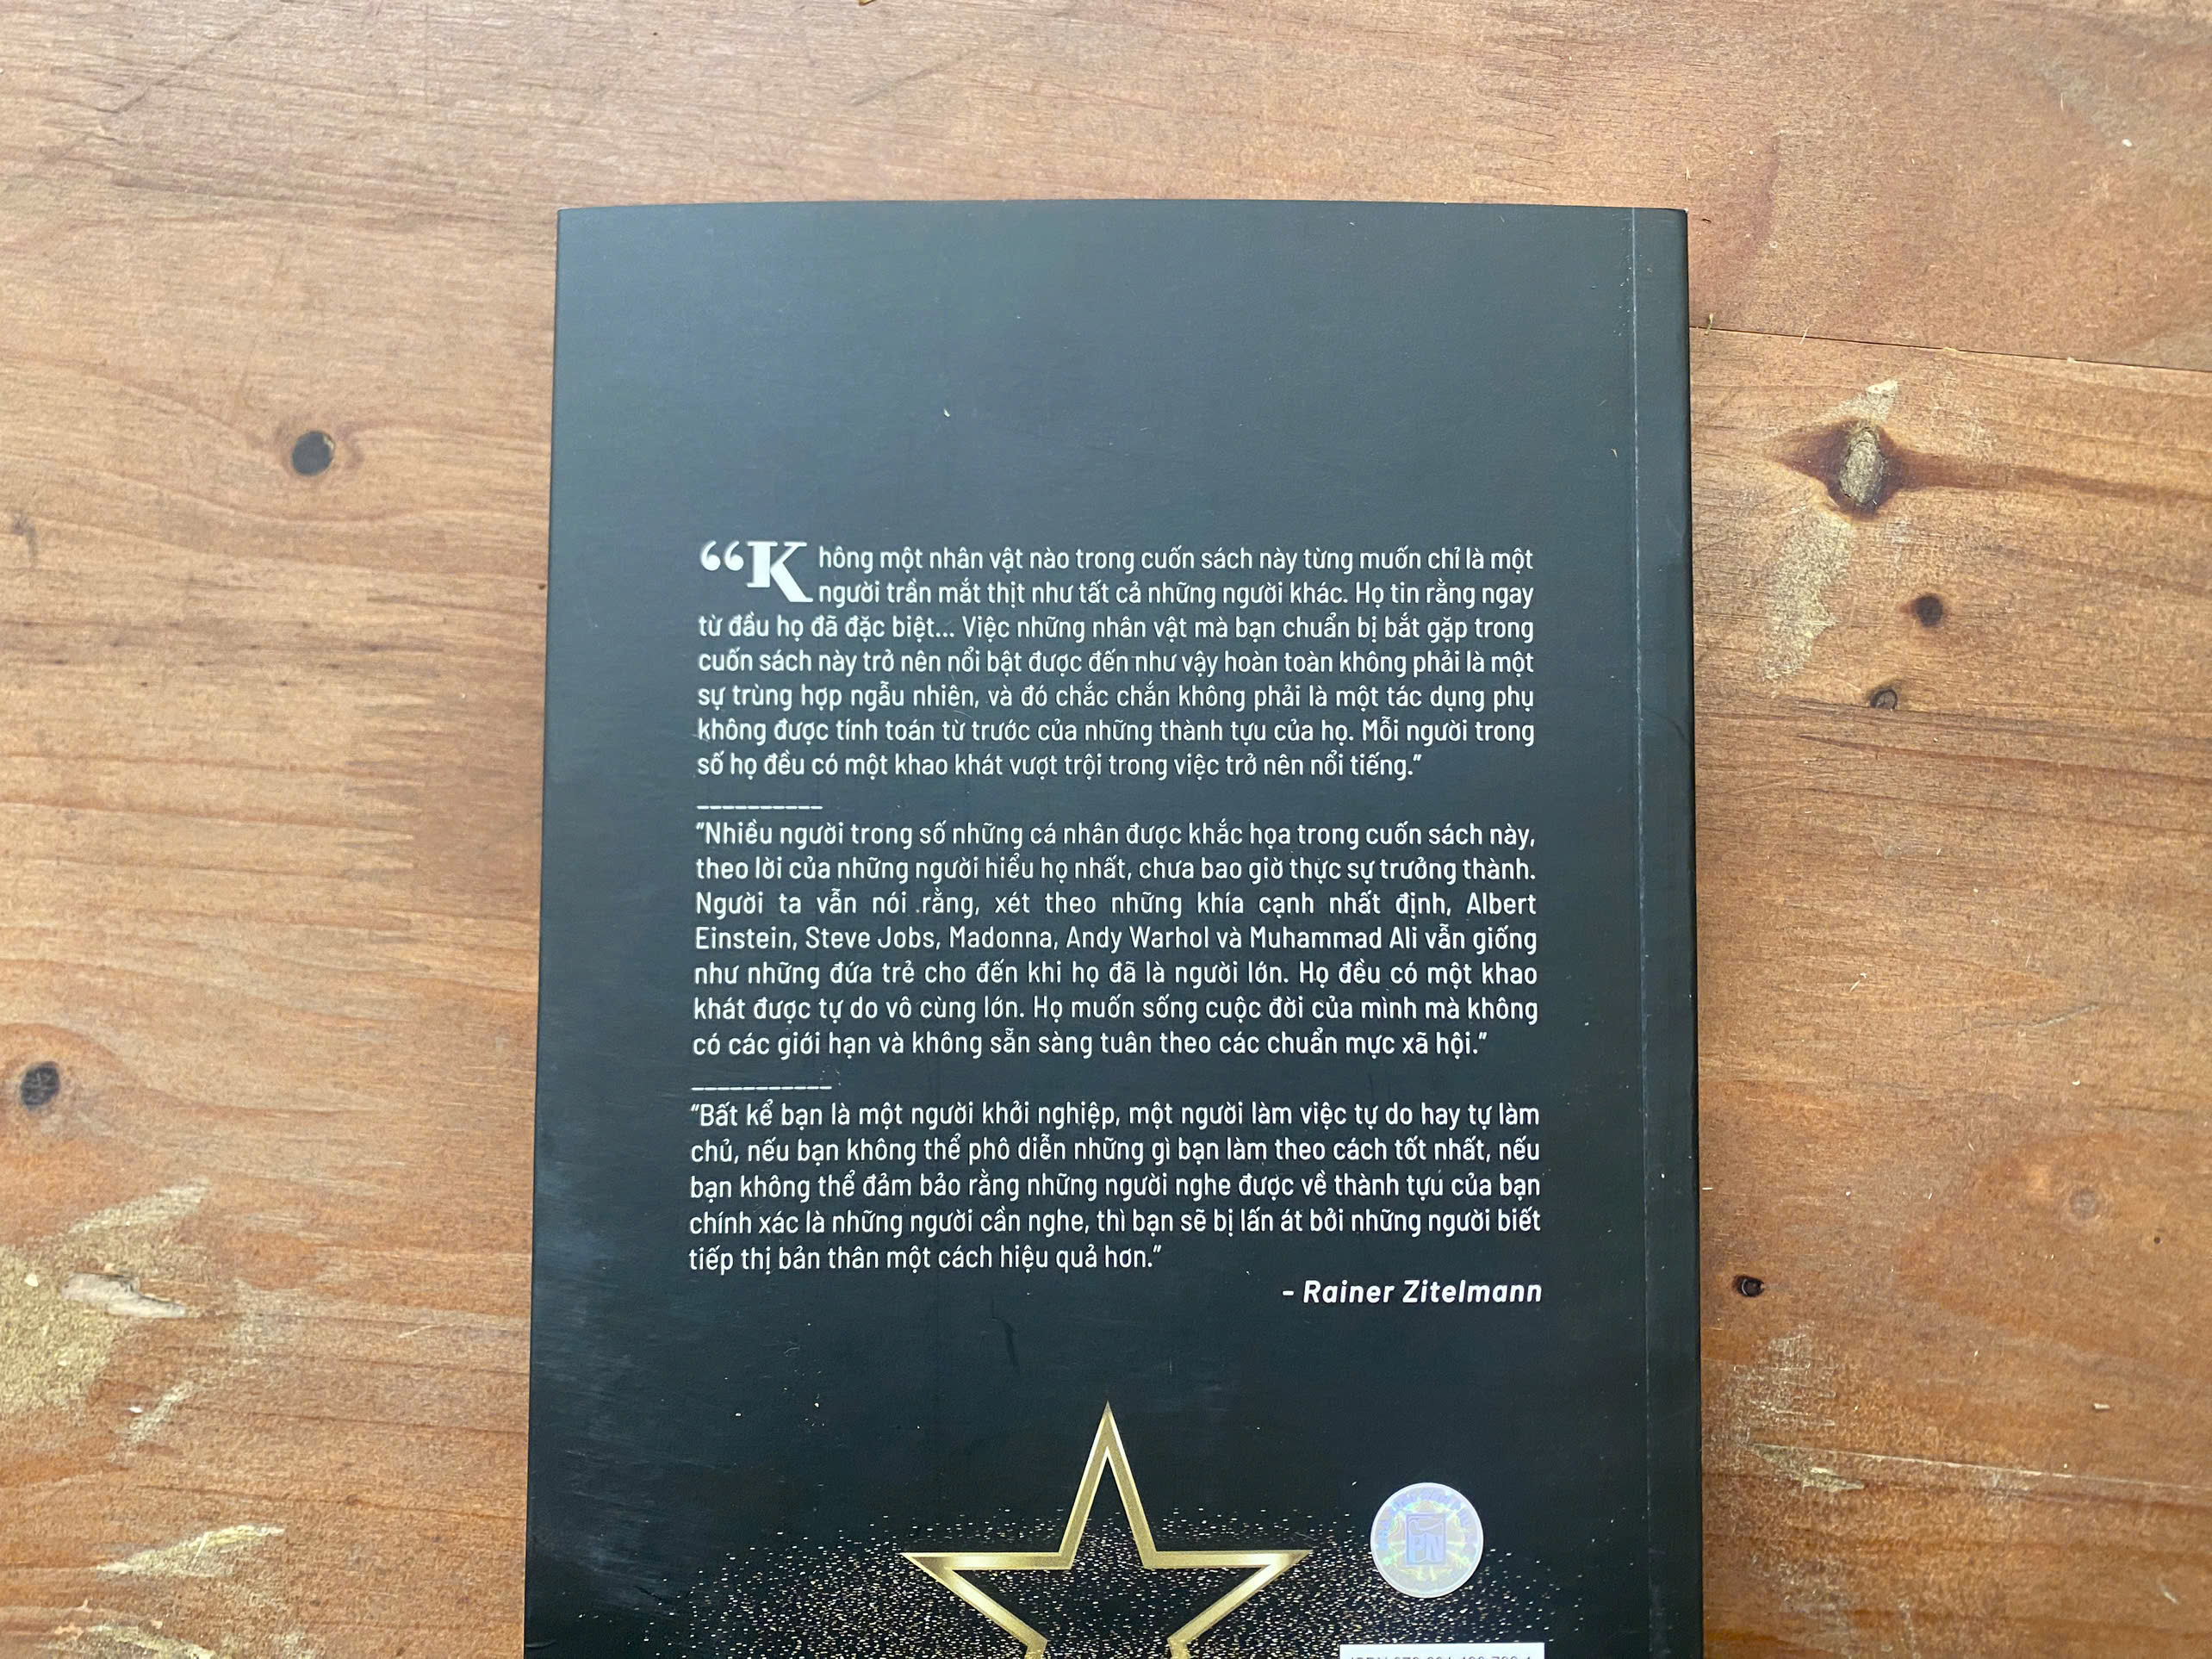 “Không một nhân vật nào trong cuốn sách này từng muốn chỉ là một
người trần mắt thịt như tất cả những người khác. Họ tin rằng ngay
từ đầu họ đã đặc biệt... Việc những nhân vật mà bạn chuẩn bị bắt gặp trong
cuốn sách này trở nên nổi bật được đến như vậy hoàn toàn không phải là một
sự trùng hợp ngẫu nhiên, và đó chắc chắn không phải là một tác dụng phụ
không được tính toán từ trước của những thành tựu của họ. Mỗi người trong
số họ đều có một khao khát vượt trội trong việc trở nên nổi tiếng.”
“Nhiều người trong số những cá nhân được khắc họa trong cuốn sách này,
theo lời của những người hiểu họ nhất, chưa bao giờ thực sự trưởng thành.
Người ta vẫn nói rằng, xét theo những khía cạnh nhất định, Albert
Einstein, Steve Jobs, Madonna, Andy Warhol và Muhammad Ali vẫn giống
như những đứa trẻ cho đến khi họ đã là người lớn. Họ đều có một khao
khát được tự do vô cùng lớn. Họ muốn sống cuộc đời của mình mà không
có các giới hạn và không sẵn sàng tuân theo các chuẩn mực xã hội.”
“Bất kể bạn là một người khởi nghiệp, một người làm việc tự do hay tự làm
chủ, nếu bạn không thể phô diễn những gì bạn làm theo cách tốt nhất, nếu
bạn không thể đảm bảo rằng những người nghe được về thành tựu của bạn
chính xác là những người cần nghe, thì bạn sẽ bị lấn át bởi những người biết
tiếp thị bản thân một cách hiệu quả hơn.”
- Rainer Zitelmann